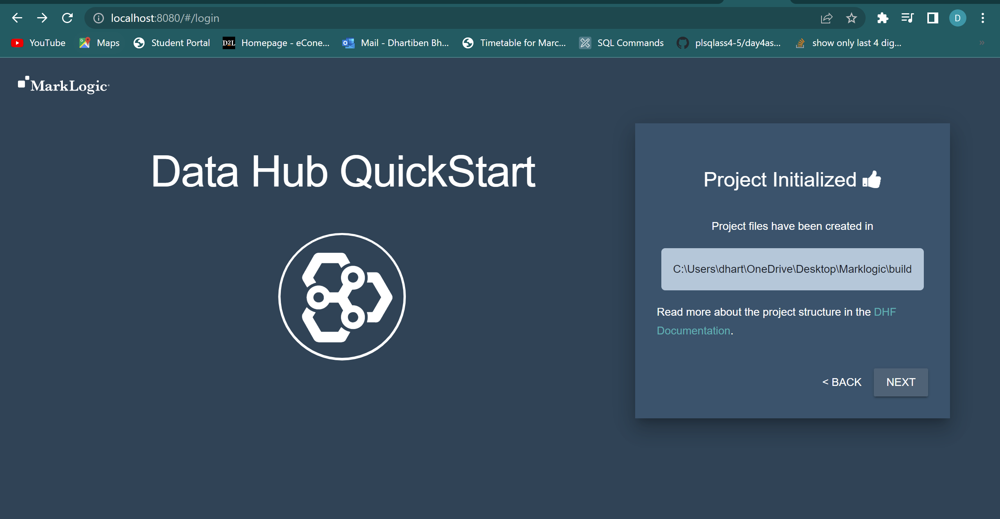 localhost:8080/#/login
D
YouTube Maps Student Portal D2L Homepage - eCone... Mail - Dhartiben Bh... Timetable for Marc... SQL Commands plsqlass4-5/day4as... show only last 4 dig... »
MarkLogic
Data Hub QuickStart
Project Initialized
Project files have been created in
C:\Users\dhart\OneDrive\Desktop\Marklogic\build
Read more about the project structure in the DHF
Documentation.
< BACK NEXT